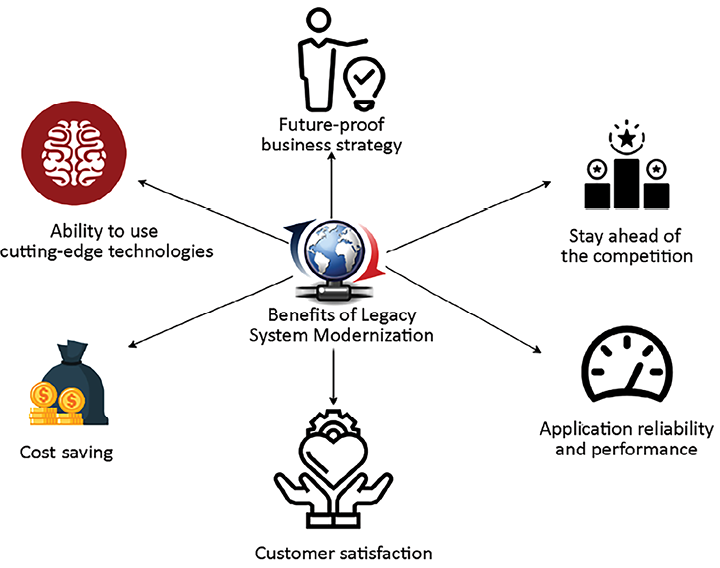 Future-proof
business strategy
Ability to use
cutting-edge technologies
Stay ahead of
the competition
Benefits of Legacy
System Modernization
Cost saving
$
$
Application reliability
and performance
Customer satisfaction